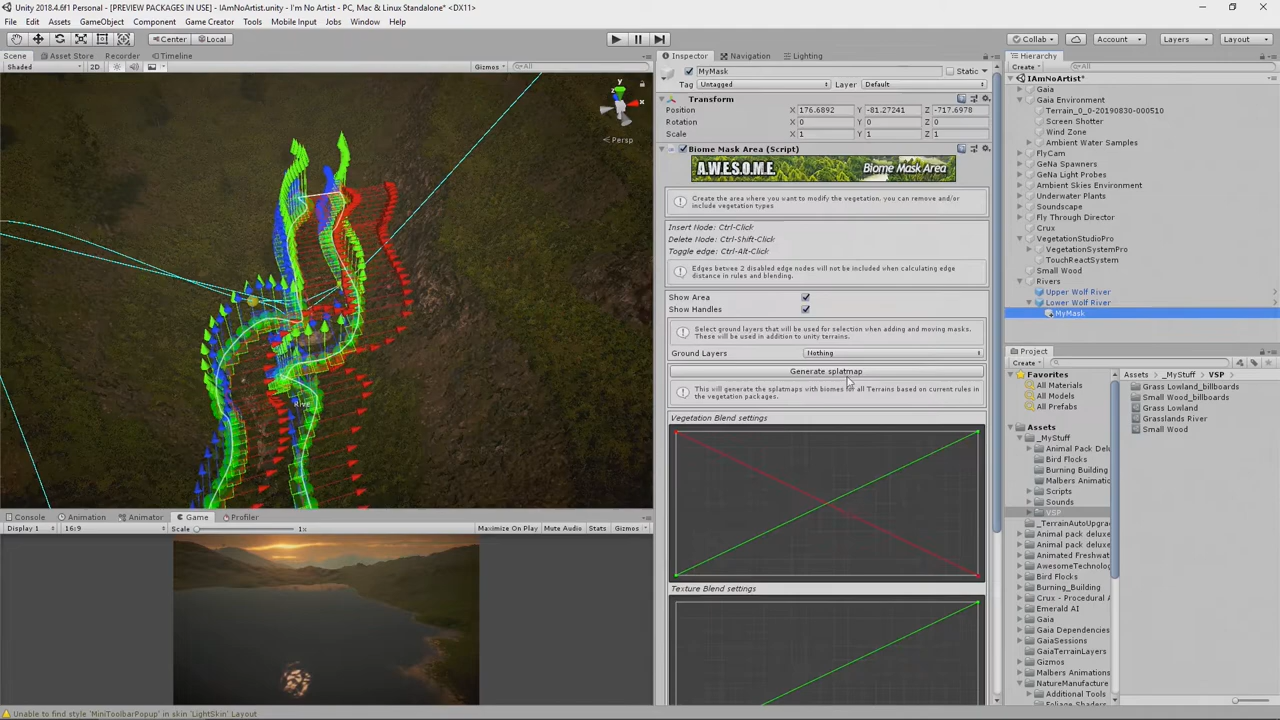 Unity 2018.4.6f1 Personal - [PREVIEW PACKAGES IN USE] - IAmNoArtist.unity - I'm No Artist - PC, Mac & Linux Standalone* <DX11>
File Edit Assets GameObject Component Game Creator Tools Mobile Input Jobs Window Help
Center Local Collab Account Layers Layout
Scene Asset Store Recorder Timeline
Shaded 2D Gizmos All
y
x
z
Persp
River
Inspector Navigation Lighting
MyMask Static
Tag Untagged Layer Default
Transform
Position X 176.6892 Y -81.27241 Z -717.6978
Rotation X 0 Y 0 Z 0
Scale X 1 Y 1 Z 1
Biome Mask Area (Script)
A.W.E.S.O.M.E. Biome Mask Area
Create the area where you want to modify the vegetation, you can remove and/or
include vegetation types
Insert Node: Ctrl-Click
Delete Node: Ctrl-Shift-Click
Toggle edge: Ctrl-Alt-Click
Edges betwen 2 disabled edge nodes will not be included when calculating edge
distance in rules and blending.
Show Area
Show Handles
Select ground layers that will be used for selection when adding and moving masks.
These will be used in addition to unity terrains.
Ground Layers Nothing
Generate splatmap
This will generate the splatmaps with biomes for all Terrains based on current rules in
the vegetation packages.
Vegetation Blend settings
Texture Blend settings
Hierarchy
Create All
IAmNoArtist*
Gaia
Gaia Environment
Terrain_0_0-20190830-000510
Screen Shotter
Wind Zone
Ambient Water Samples
FlyCam
GeNa Spawners
GeNa Light Probes
Ambient Skies Environment
Underwater Plants
Soundscape
Fly Through Director
Crux
VegetationStudioPro
VegetationSystemPro
TouchReactSystem
Small Wood
Rivers
Upper Wolf River
Lower Wolf River
MyMask
Project
Create
Favorites
All Materials
All Models
All Prefabs
Assets
_MyStuff
Animal Pack Delu
Bird Flocks
Burning Building
Malbers Animatio
Scripts
Sounds
VSP
_TerrainAutoUpgra
Animal pack deluxe
Animated Freshwate
AwesomeTechnolog
Bird Flocks
Burning_Building
Crux - Procedural A
Emerald AI
Gaia
Gaia Dependencies
GaiaSessions
GaiaTerrainLayers
Gizmos
Malbers Animations
NatureManufacture
Additional Tools
Foliage Shaders
Assets _MyStuff VSP
Grass Lowland_billboards
Small Wood_billboards
Grass Lowland
Grasslands River
Small Wood
Console Animation Animator Game Profiler
Display 1 16:9 Scale 1x Maximize On Play Mute Audio Stats Gizmos
Unable to find style 'MiniToolbarPopup' in skin 'LightSkin' Layout